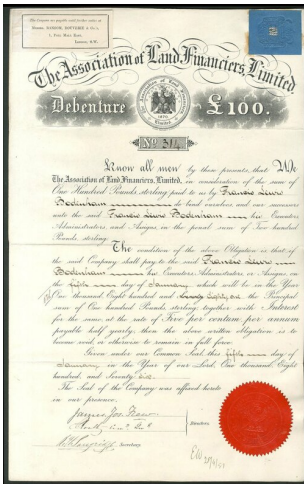 The Coupons are payable until further notice at
Messrs. RANSOM, BOUVERIE & Co.'s,
1, Pall Mall East,
London, S.W.
The Association of Land Financiers, Limited
Debenture
£100.
1870
Limited
No 314
Know all men by these presents, that We
The Association of Land Financiers, Limited, in consideration of the sum of
One Hundred Pounds sterling paid to us by Francis Lewis
Bodenham do bind ourselves and our successors
unto the said Francis Lewis Bodenham his Executors
Administrators and Assigns in the penal sum of Two hundred
Pounds sterling.
The condition of the above Obligation is that if
the said Company shall pay to the said Francis Lewis
Bodenham his Executors Administrators or Assigns on
the fifth day of January which will be in the Year
One thousand Eight hundred and Eighty six the Principal
sum of One hundred Pounds sterling together with Interest
for the same at the rate of Five per centum per annum
payable half yearly; then the above written Obligation is to
become void or otherwise to remain in full force.
Given under our Common Seal this fifth day of
January in the Year of our Lord One thousand Eight
hundred and Seventy
The Seal of the Company was affixed hereto
in our presence.
Directors.
Secretary.